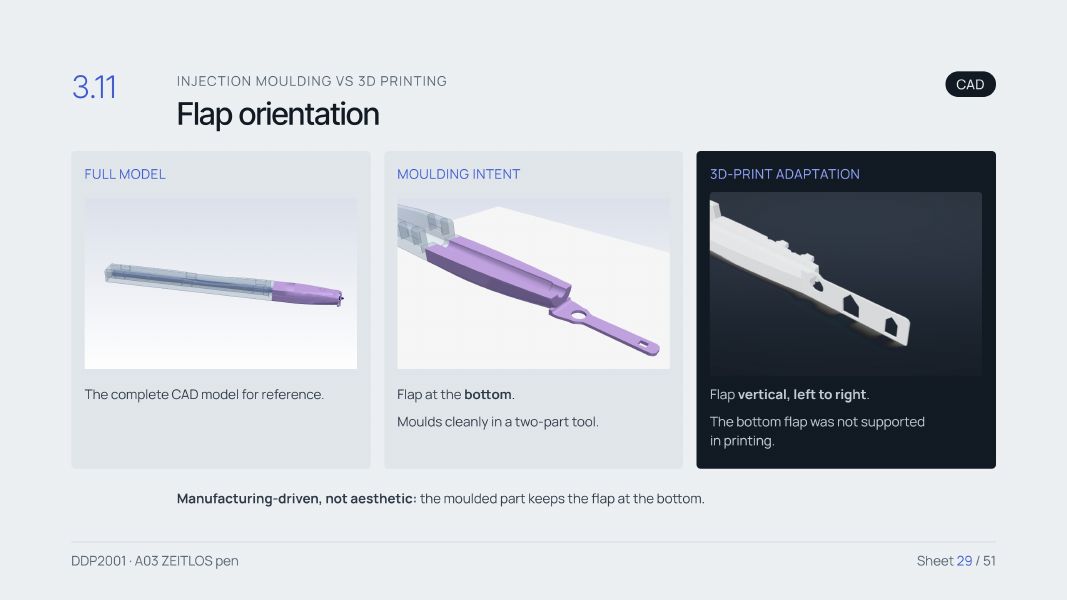 3.11
INJECTION MOULDING VS 3D PRINTING
Flap orientation
CAD
FULL MODEL
The complete CAD model for reference.
MOULDING INTENT
Flap at the bottom.
Moulds cleanly in a two-part tool.
3D-PRINT ADAPTATION
Flap vertical, left to right.
The bottom flap was not supported
in printing.
Manufacturing-driven, not aesthetic: the moulded part keeps the flap at the bottom.
DDP2001 · A03 ZEITLOS pen
Sheet 29 / 51